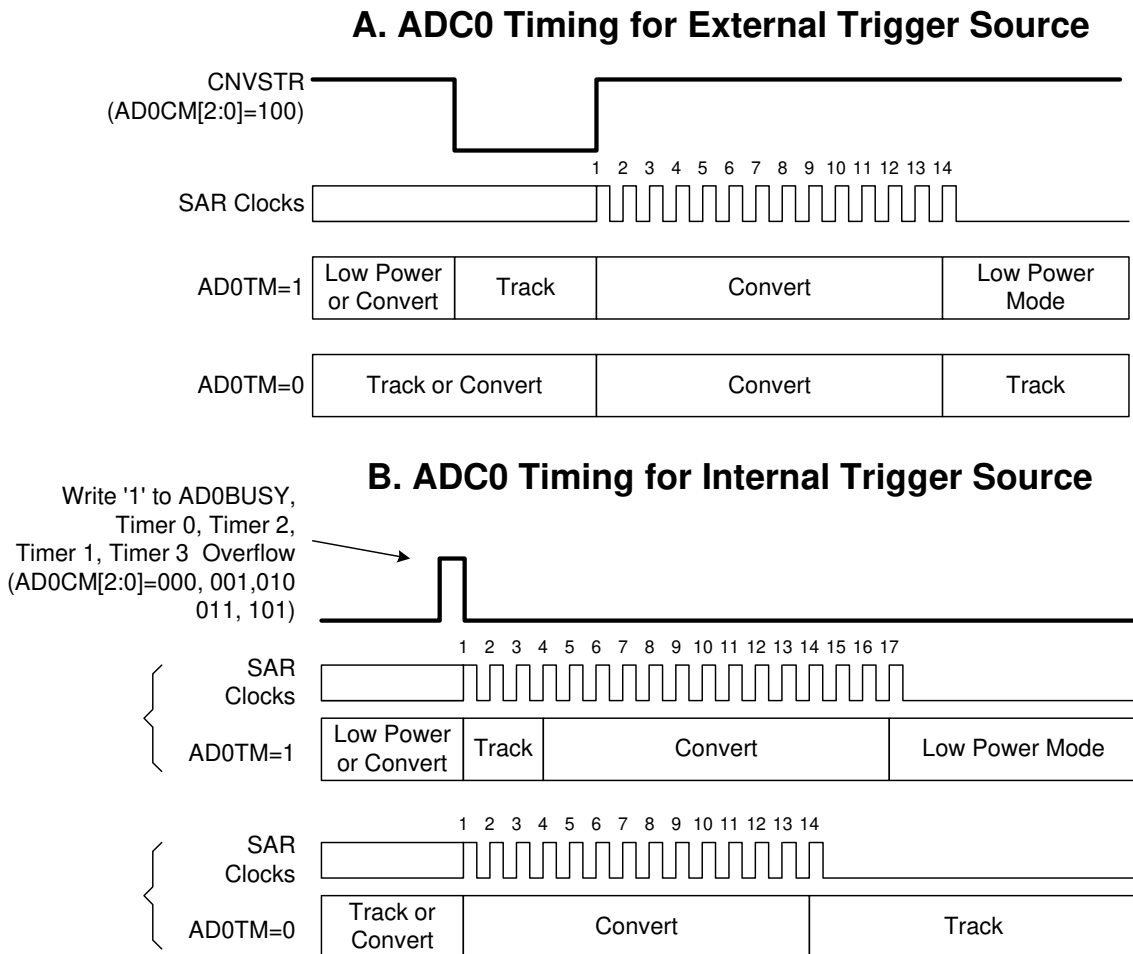 A. ADC0 Timing for External Trigger Source
CNVSTR
(AD0CM[2:0]=100)
1 2 3 4 5 6 7 8 9 10 11 12 13 14
SAR Clocks
AD0TM=1
Low Power
or Convert
Track
Convert
Low Power
Mode
AD0TM=0
Track or Convert
Convert
Track
B. ADC0 Timing for Internal Trigger Source
Write '1' to AD0BUSY,
Timer 0, Timer 2,
Timer 1, Timer 3 Overflow
(AD0CM[2:0]=000, 001,010
011, 101)
1 2 3 4 5 6 7 8 9 10 11 12 13 14 15 16 17
SAR
Clocks
AD0TM=1
Low Power
or Convert
Track
Convert
Low Power Mode
1 2 3 4 5 6 7 8 9 10 11 12 13 14
SAR
Clocks
AD0TM=0
Track or
Convert
Convert
Track